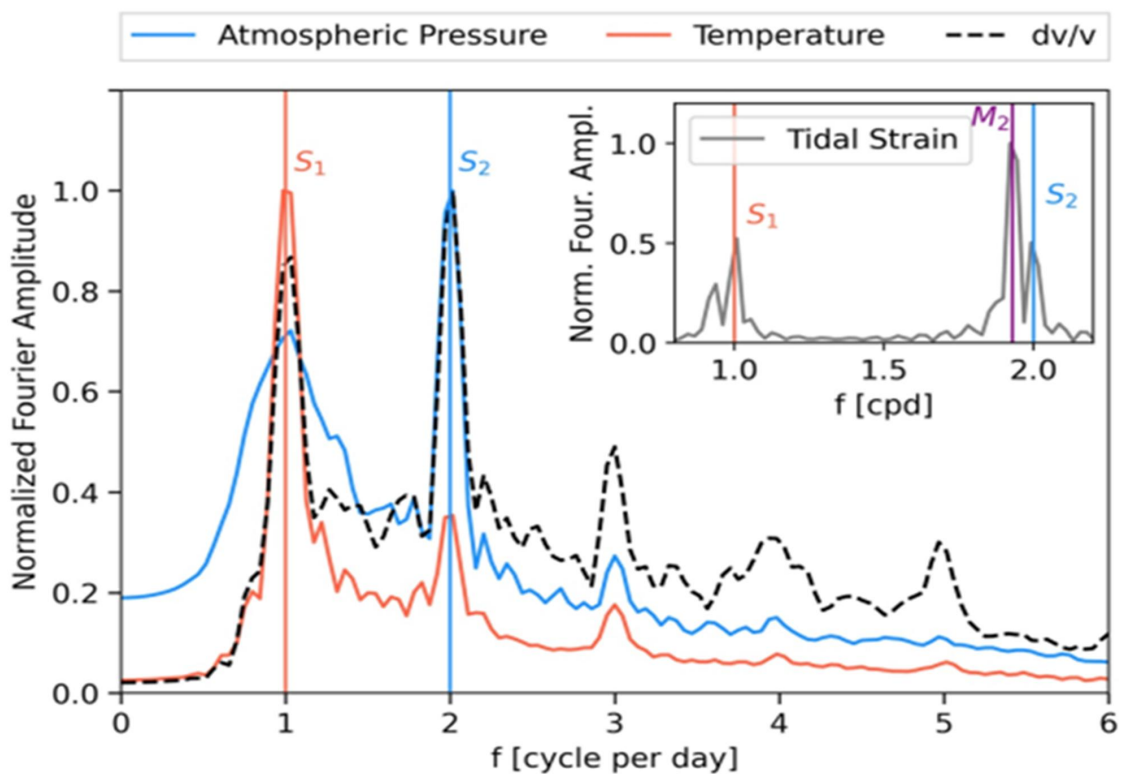 Atmospheric Pressure Temperature dv/v
Normalized Fourier Amplitude
1.0
0.8
0.6
0.4
0.2
0.0
0 1 2 3 4 5 6
f [cycle per day]
S₁
S₂
Norm. Four. Ampl.
1.0
0.5
0.0
Tidal Strain
M₂
S₁
S₂
1.0 1.5 2.0
f [cpd]